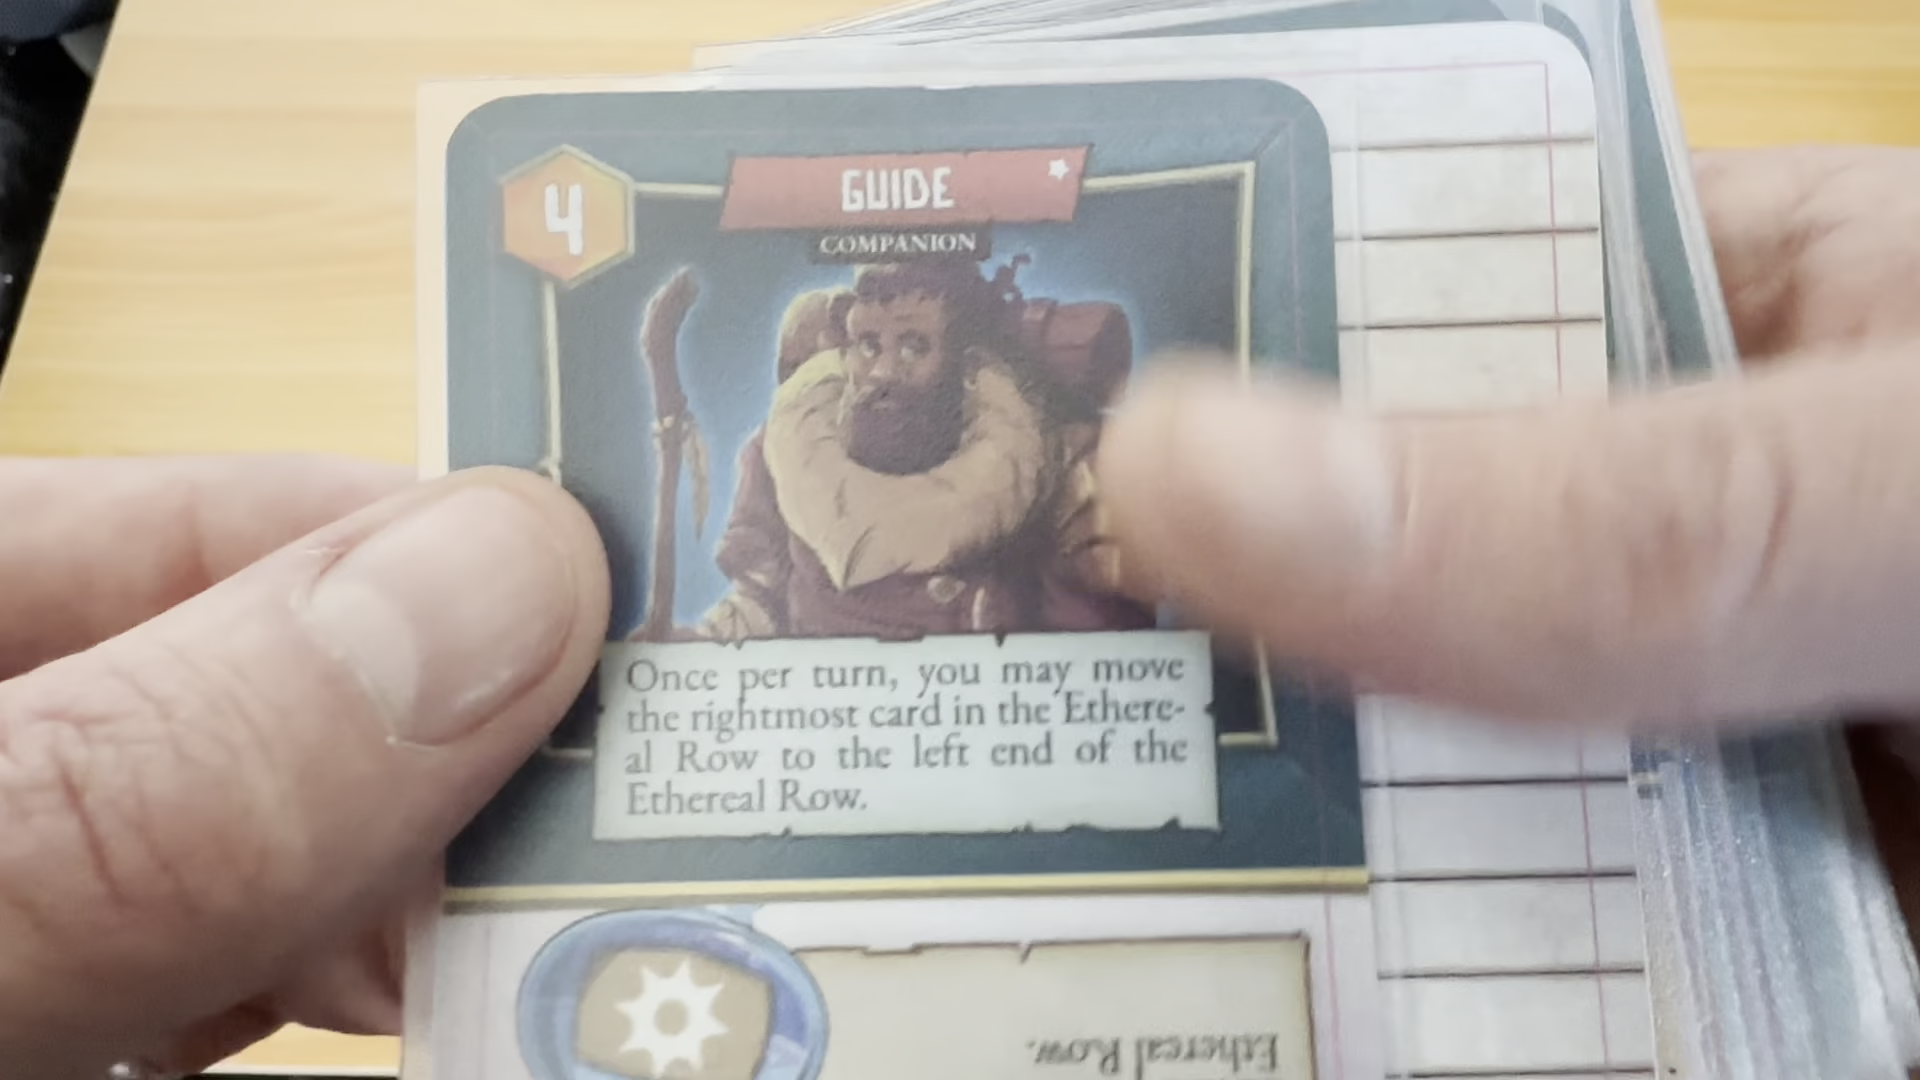 4
GUIDE
COMPANION
Once per turn, you may move
the rightmost card in the Ethere-
al Row to the left end of the
Ethereal Row.
Ethereal Row.